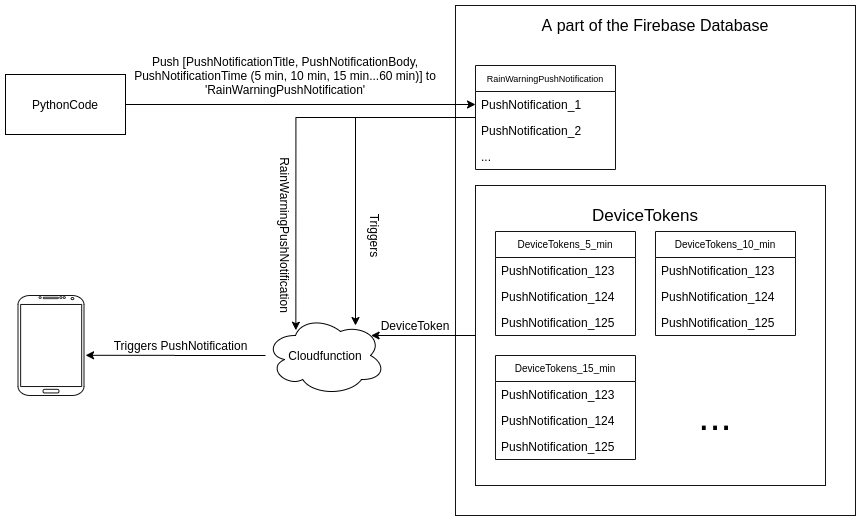 A part of the Firebase Database
Push [PushNotificationTitle, PushNotificationBody,
PushNotificationTime (5 min, 10 min, 15 min...60 min)] to
'RainWarningPushNotification'
PythonCode
RainWarningPushNotification
PushNotification_1
PushNotification_2
...
RainWarningPushNotification
Triggers
DeviceTokens
DeviceTokens_5_min
PushNotification_123
PushNotification_124
PushNotification_125
DeviceTokens_10_min
PushNotification_123
PushNotification_124
PushNotification_125
DeviceToken
Triggers PushNotification
Cloudfunction
DeviceTokens_15_min
PushNotification_123
PushNotification_124
PushNotification_125
...